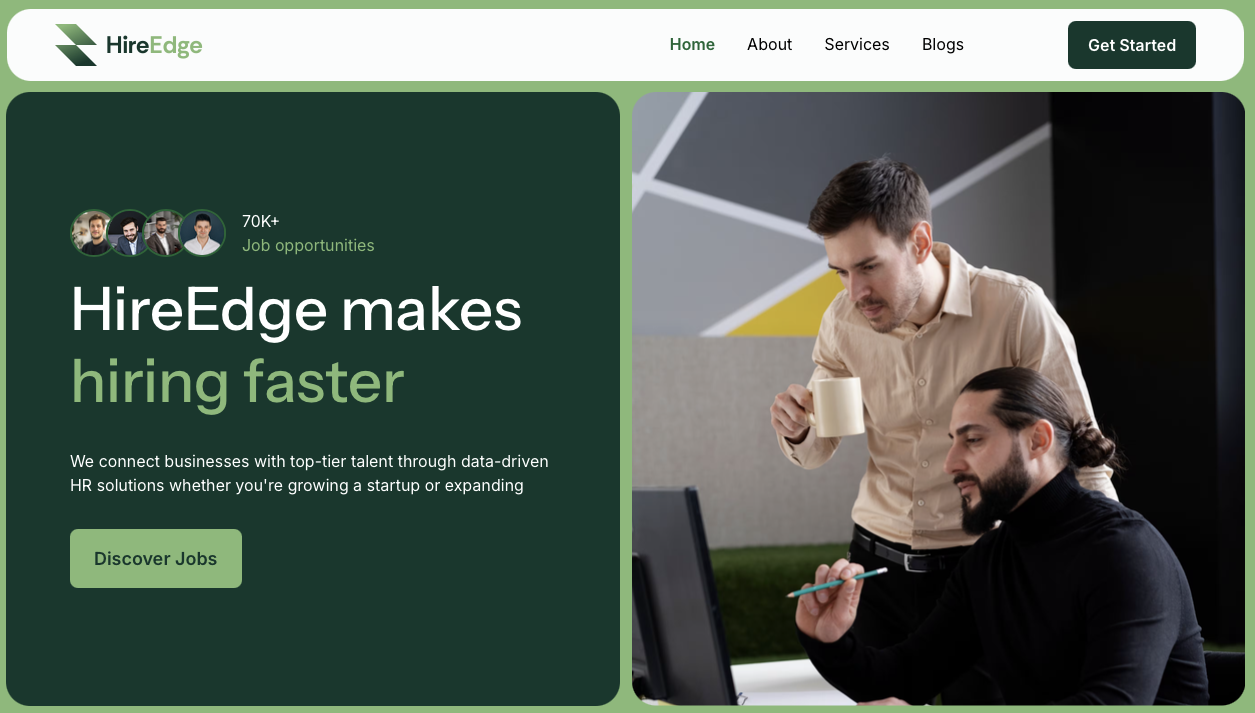 HireEdge
Home
About
Services
Blogs
Get Started
70K+
Job opportunities
HireEdge makes
hiring faster
We connect businesses with top-tier talent through data-driven
HR solutions whether you're growing a startup or expanding
Discover Jobs